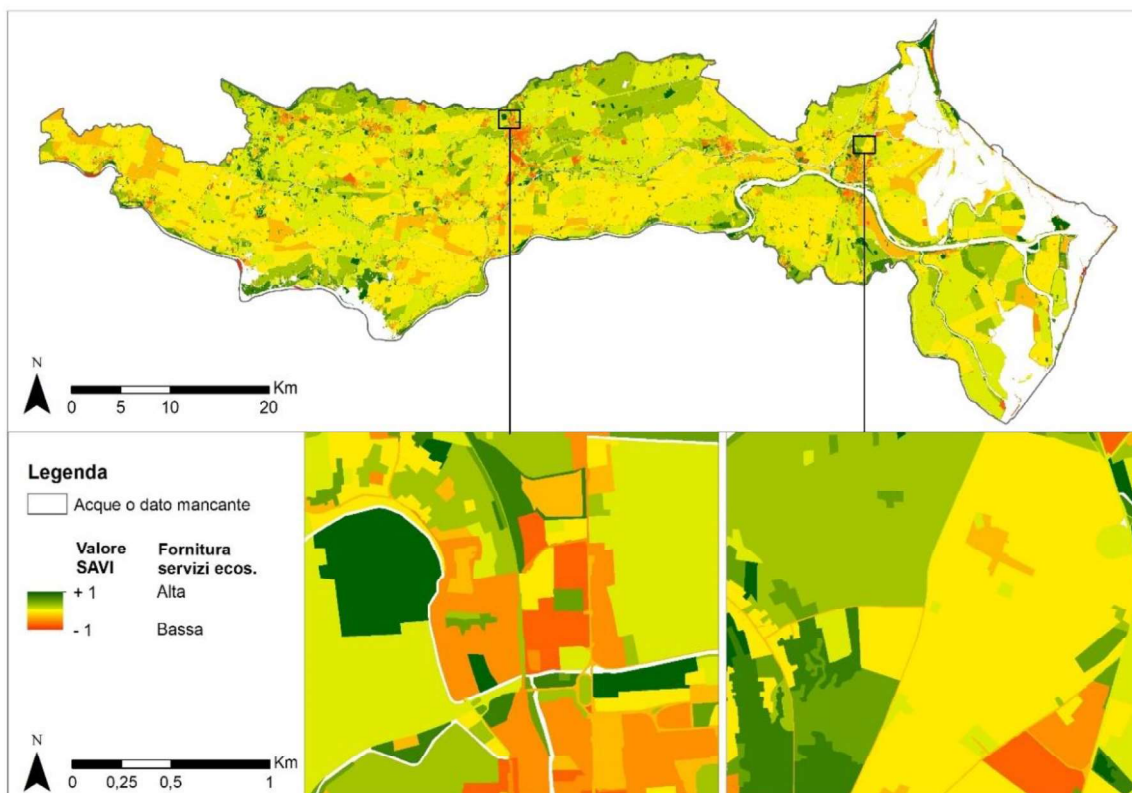 N
Km
0 5 10 20
Legenda
Acque o dato mancante
Valore SAVI
Fornitura servizi ecos.
+ 1 Alta
- 1 Bassa
N
Km
0 0,25 0,5 1